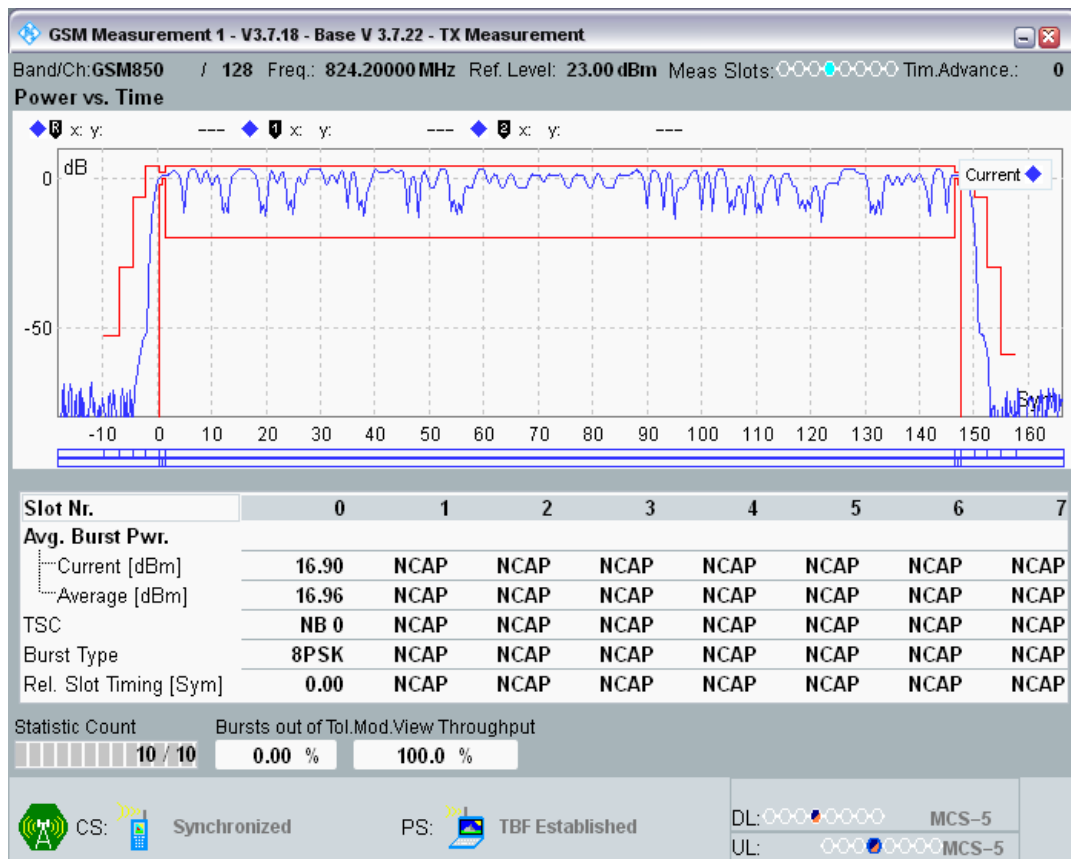 GSM Measurement 1 - V3.7.18 - Base V 3.7.22 - TX Measurement
Band/Ch:GSM850 / 128 Freq.: 824.20000 MHz Ref. Level: 23.00 dBm Meas Slots: Tim.Advance.: 0
Power vs. Time
R x: y: --- 1 x: y: --- 2 x: y: ---
dB
0
Current
-50
Sym
-10 0 10 20 30 40 50 60 70 80 90 100 110 120 130 140 150 160
Slot Nr. 0 1 2 3 4 5 6 7
Avg. Burst Pwr.
Current [dBm] 16.90 NCAP NCAP NCAP NCAP NCAP NCAP NCAP
Average [dBm] 16.96 NCAP NCAP NCAP NCAP NCAP NCAP NCAP
TSC NB 0 NCAP NCAP NCAP NCAP NCAP NCAP NCAP
Burst Type 8PSK NCAP NCAP NCAP NCAP NCAP NCAP NCAP
Rel. Slot Timing [Sym] 0.00 NCAP NCAP NCAP NCAP NCAP NCAP NCAP
Statistic Count Bursts out of Tol.Mod.View Throughput
10 / 10 0.00 % 100.0 %
CS: Synchronized PS: TBF Established
DL: MCS-5
UL: MCS-5